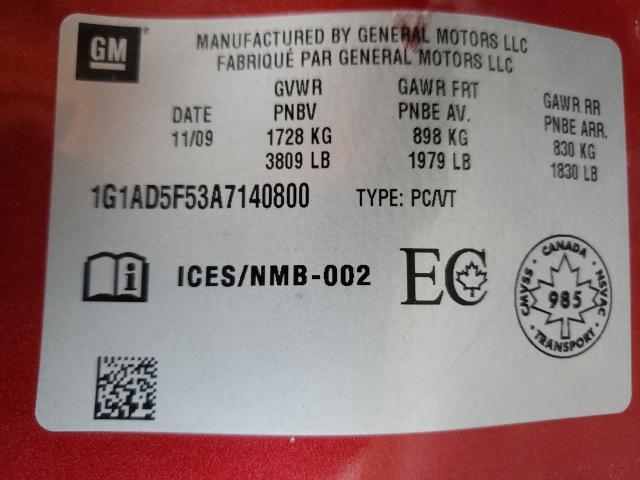 GM
MANUFACTURED BY GENERAL MOTORS LLC
FABRIQUÉ PAR GENERAL MOTORS LLC
DATE
11/09
GVWR
PNBV
1728 KG
3809 LB
GAWR FRT
PNBE AV.
898 KG
1979 LB
GAWR RR
PNBE ARR.
830 KG
1830 LB
1G1AD5F53A7140800 TYPE: PC/VT
ICES/NMB-002
EC
CANADA
CMVSS
985
NSVAC
TRANSPORT